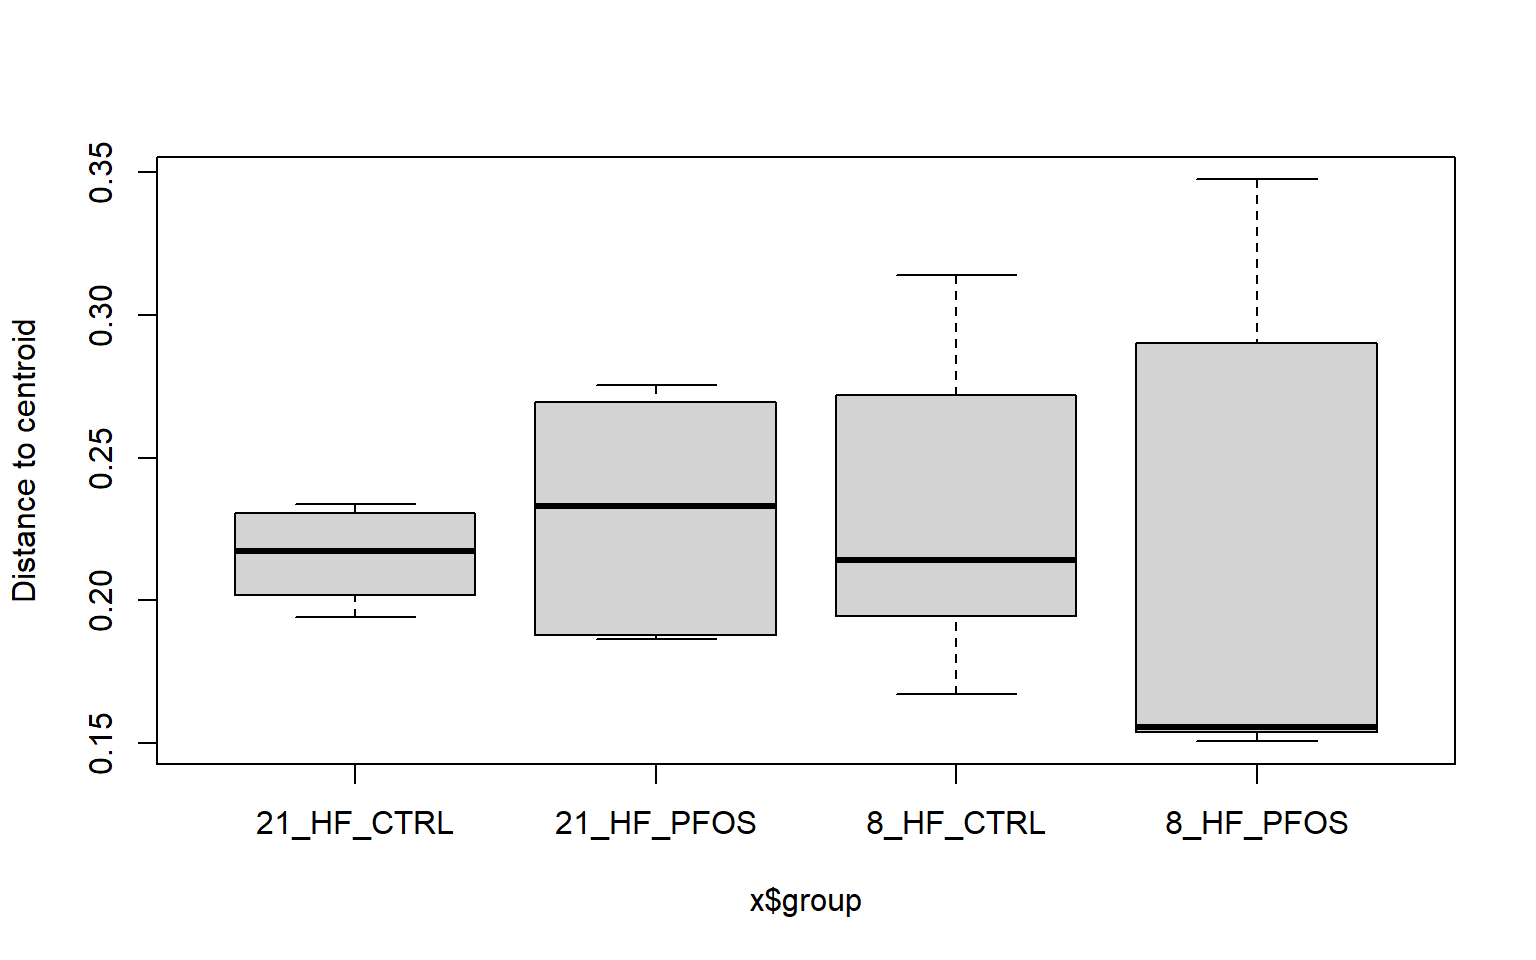 Distance to centroid
0.35
0.30
0.25
0.20
0.15
21_HF_CTRL 21_HF_PFOS 8_HF_CTRL 8_HF_PFOS
x$group